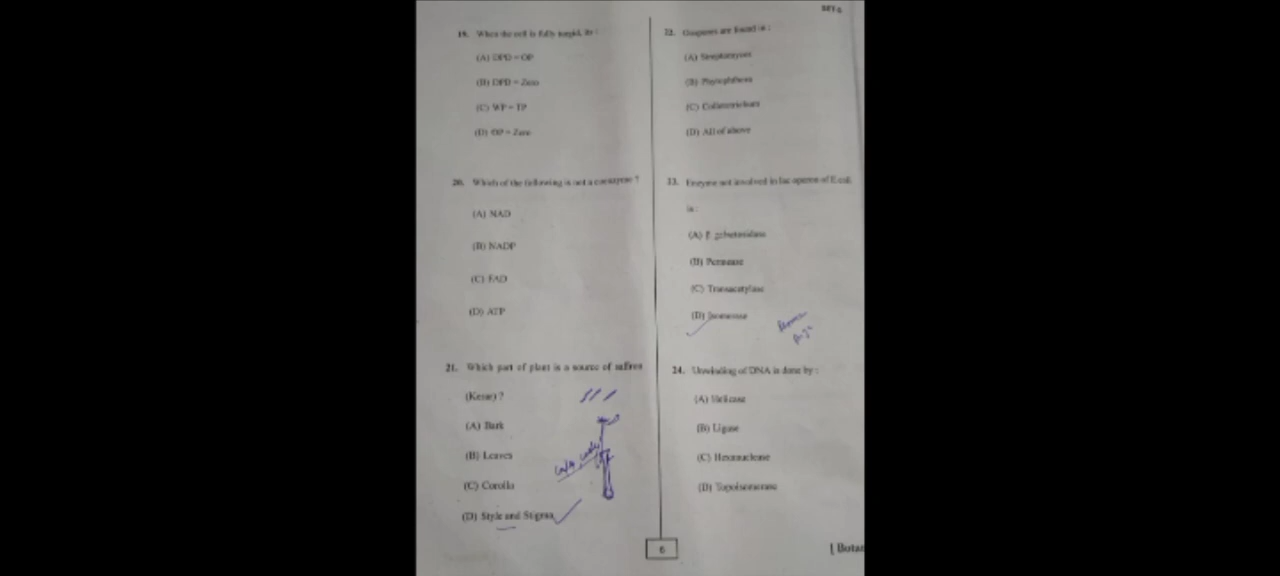 SET-
19. When the cell is fully turgid, its :
(A) DPD = OP
(B) DPD = Zero
(C) WP = TP
(D) OP = Zero
20. Which of the following is not a coenzyme ?
(A) NAD
(B) NADP
(C) FAD
(D) ATP
21. Which part of plant is a source of saffron
(Kesar) ?
(A) Bark
(B) Leaves
(C) Corolla
(D) Style and Stigma
22. Oospores are found in :
(A) Streptomyces
(B) Phytophthora
(C) Colletotrichum
(D) All of above
23. Enzyme not involved in lac operon of E.coli
is :
(A) galactosidase
(B) Permease
(C) Transacetylase
(D) Isomerase
24. Unwinding of DNA is done by :
(A) Helicase
(B) Ligase
(C) Hexonuclease
(D) Topoisomerase
6
[ Botan